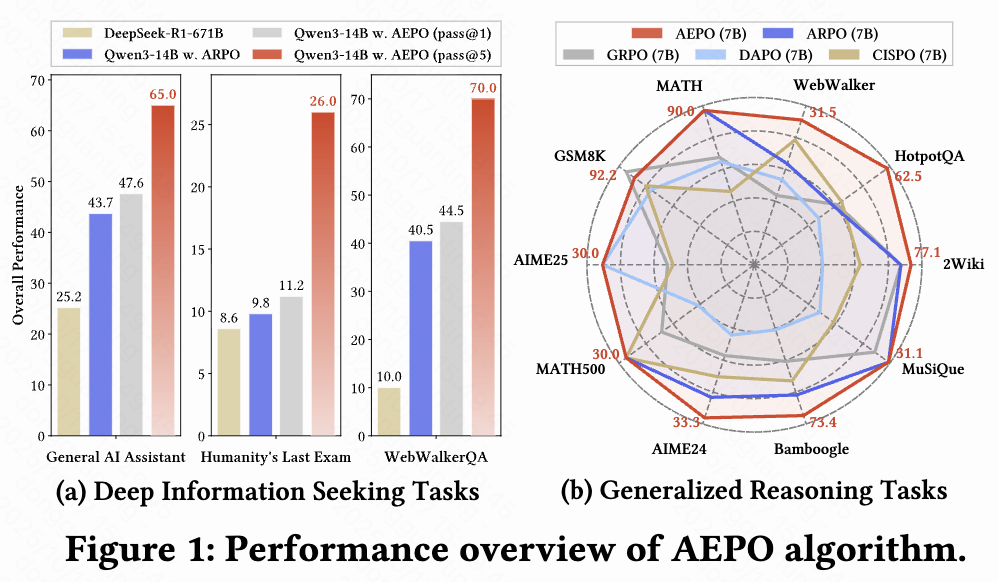 DeepSeek-R1-671B
Qwen3-14B w. AEPO (pass@1)
Qwen3-14B w. ARPO
Qwen3-14B w. AEPO (pass@5)
Overall Performance
70
60
50
40
30
20
10
0
25.2
43.7
47.6
65.0
General AI Assistant
25
20
15
10
5
0
8.6
9.8
11.2
26.0
Humanity's Last Exam
70
60
50
40
30
20
10
0
10.0
40.5
44.5
70.0
WebWalkerQA
(a) Deep Information Seeking Tasks
AEPO (7B)
ARPO (7B)
GRPO (7B)
DAPO (7B)
CISPO (7B)
MATH
90.0
WebWalker
31.5
GSM8K
92.2
HotpotQA
62.5
AIME25
30.0
77.1
2Wiki
30.0
MATH500
31.1
MuSiQue
33.3
AIME24
73.4
Bamboogle
(b) Generalized Reasoning Tasks
Figure 1: Performance overview of AEPO algorithm.